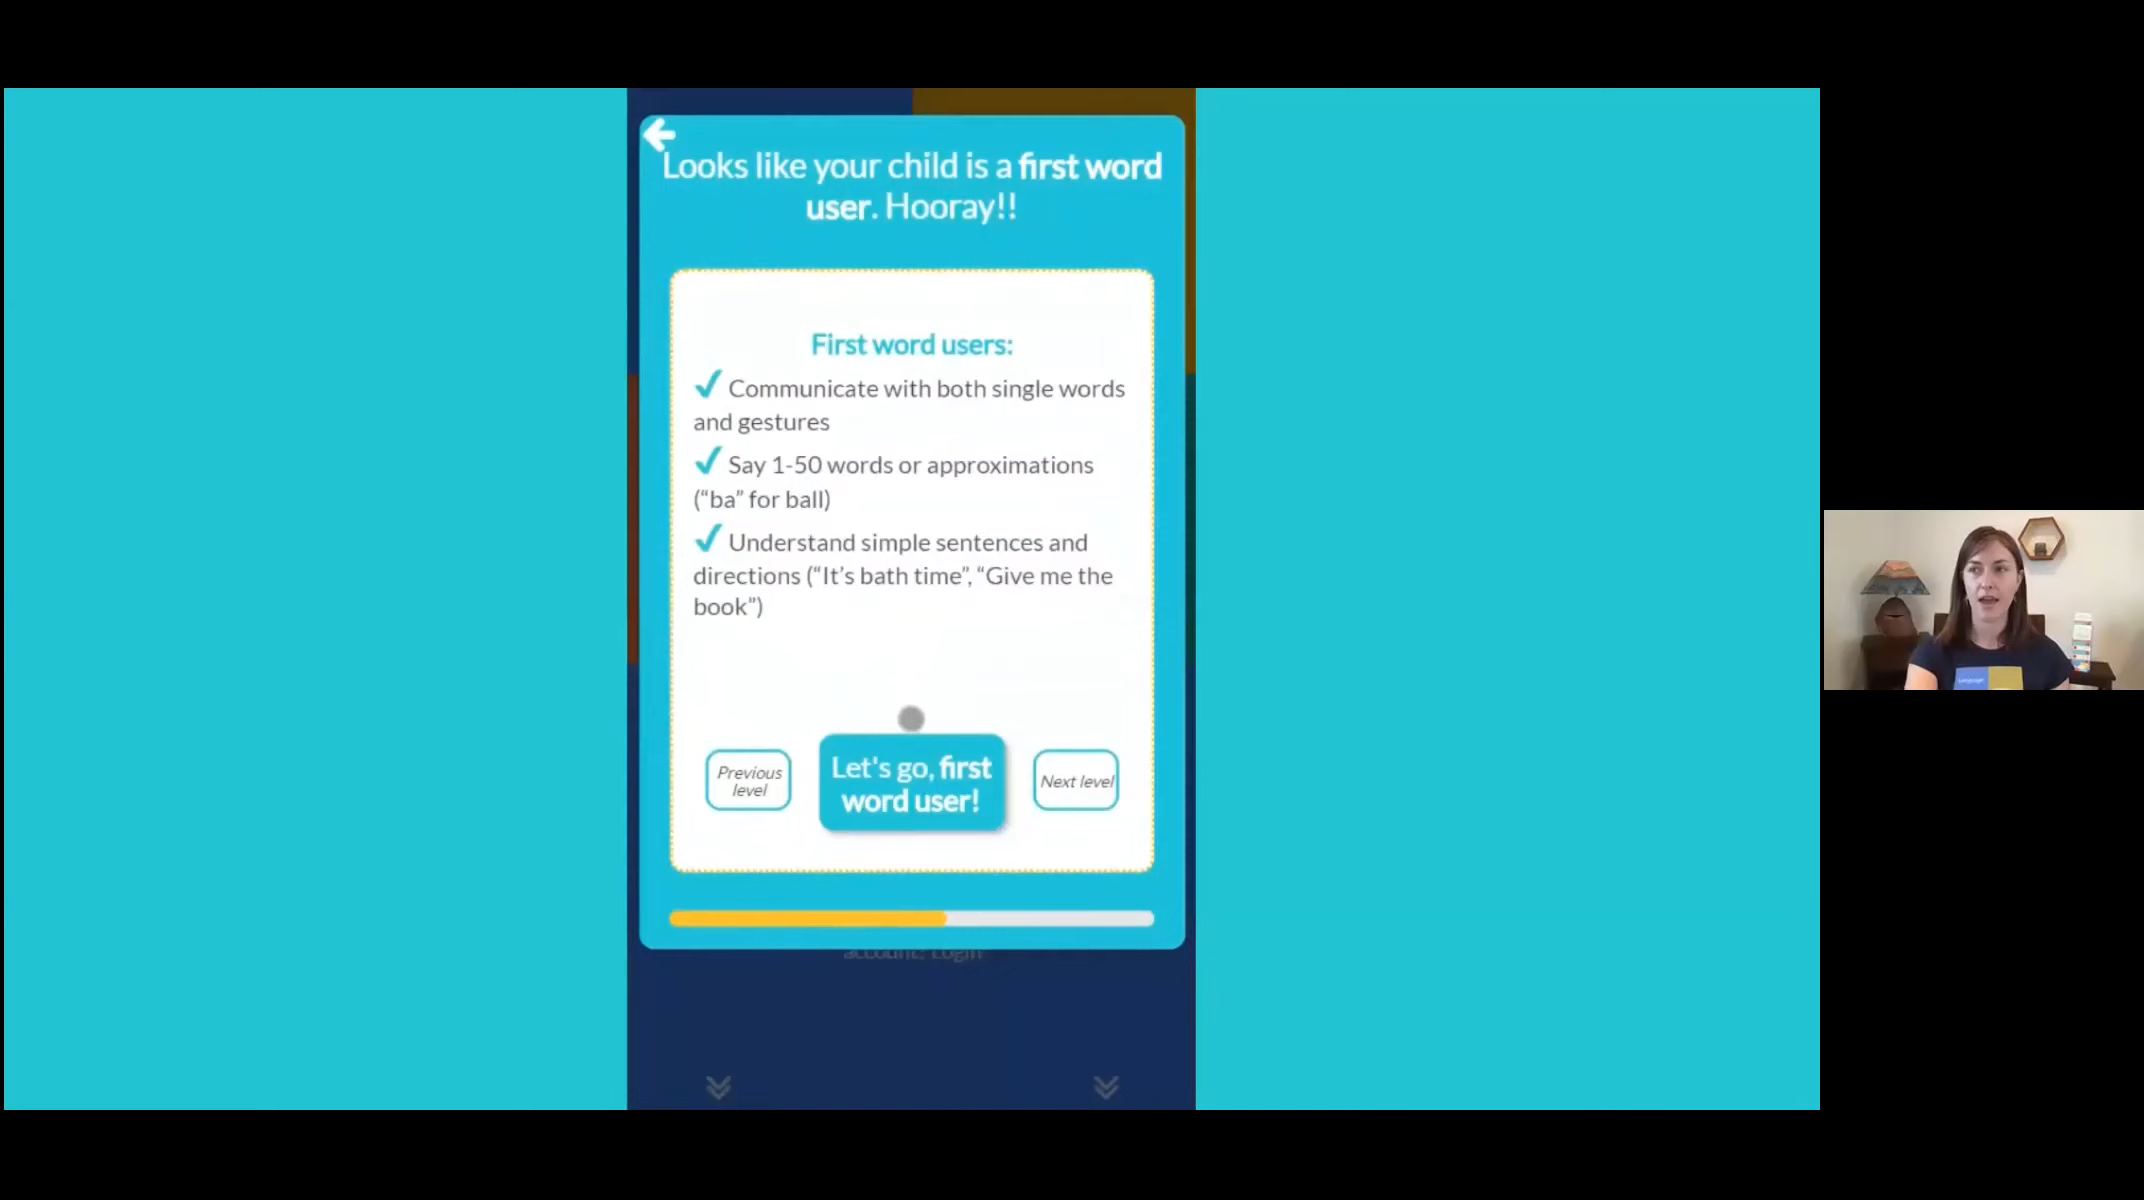 Looks like your child is a first word
user. Hooray!!
First word users:
Communicate with both single words
and gestures
Say 1-50 words or approximations
(“ba” for ball)
Understand simple sentences and
directions (“It’s bath time”, “Give me the
book”)
Previous
level
Let's go, first
word user!
Next level
account? Login